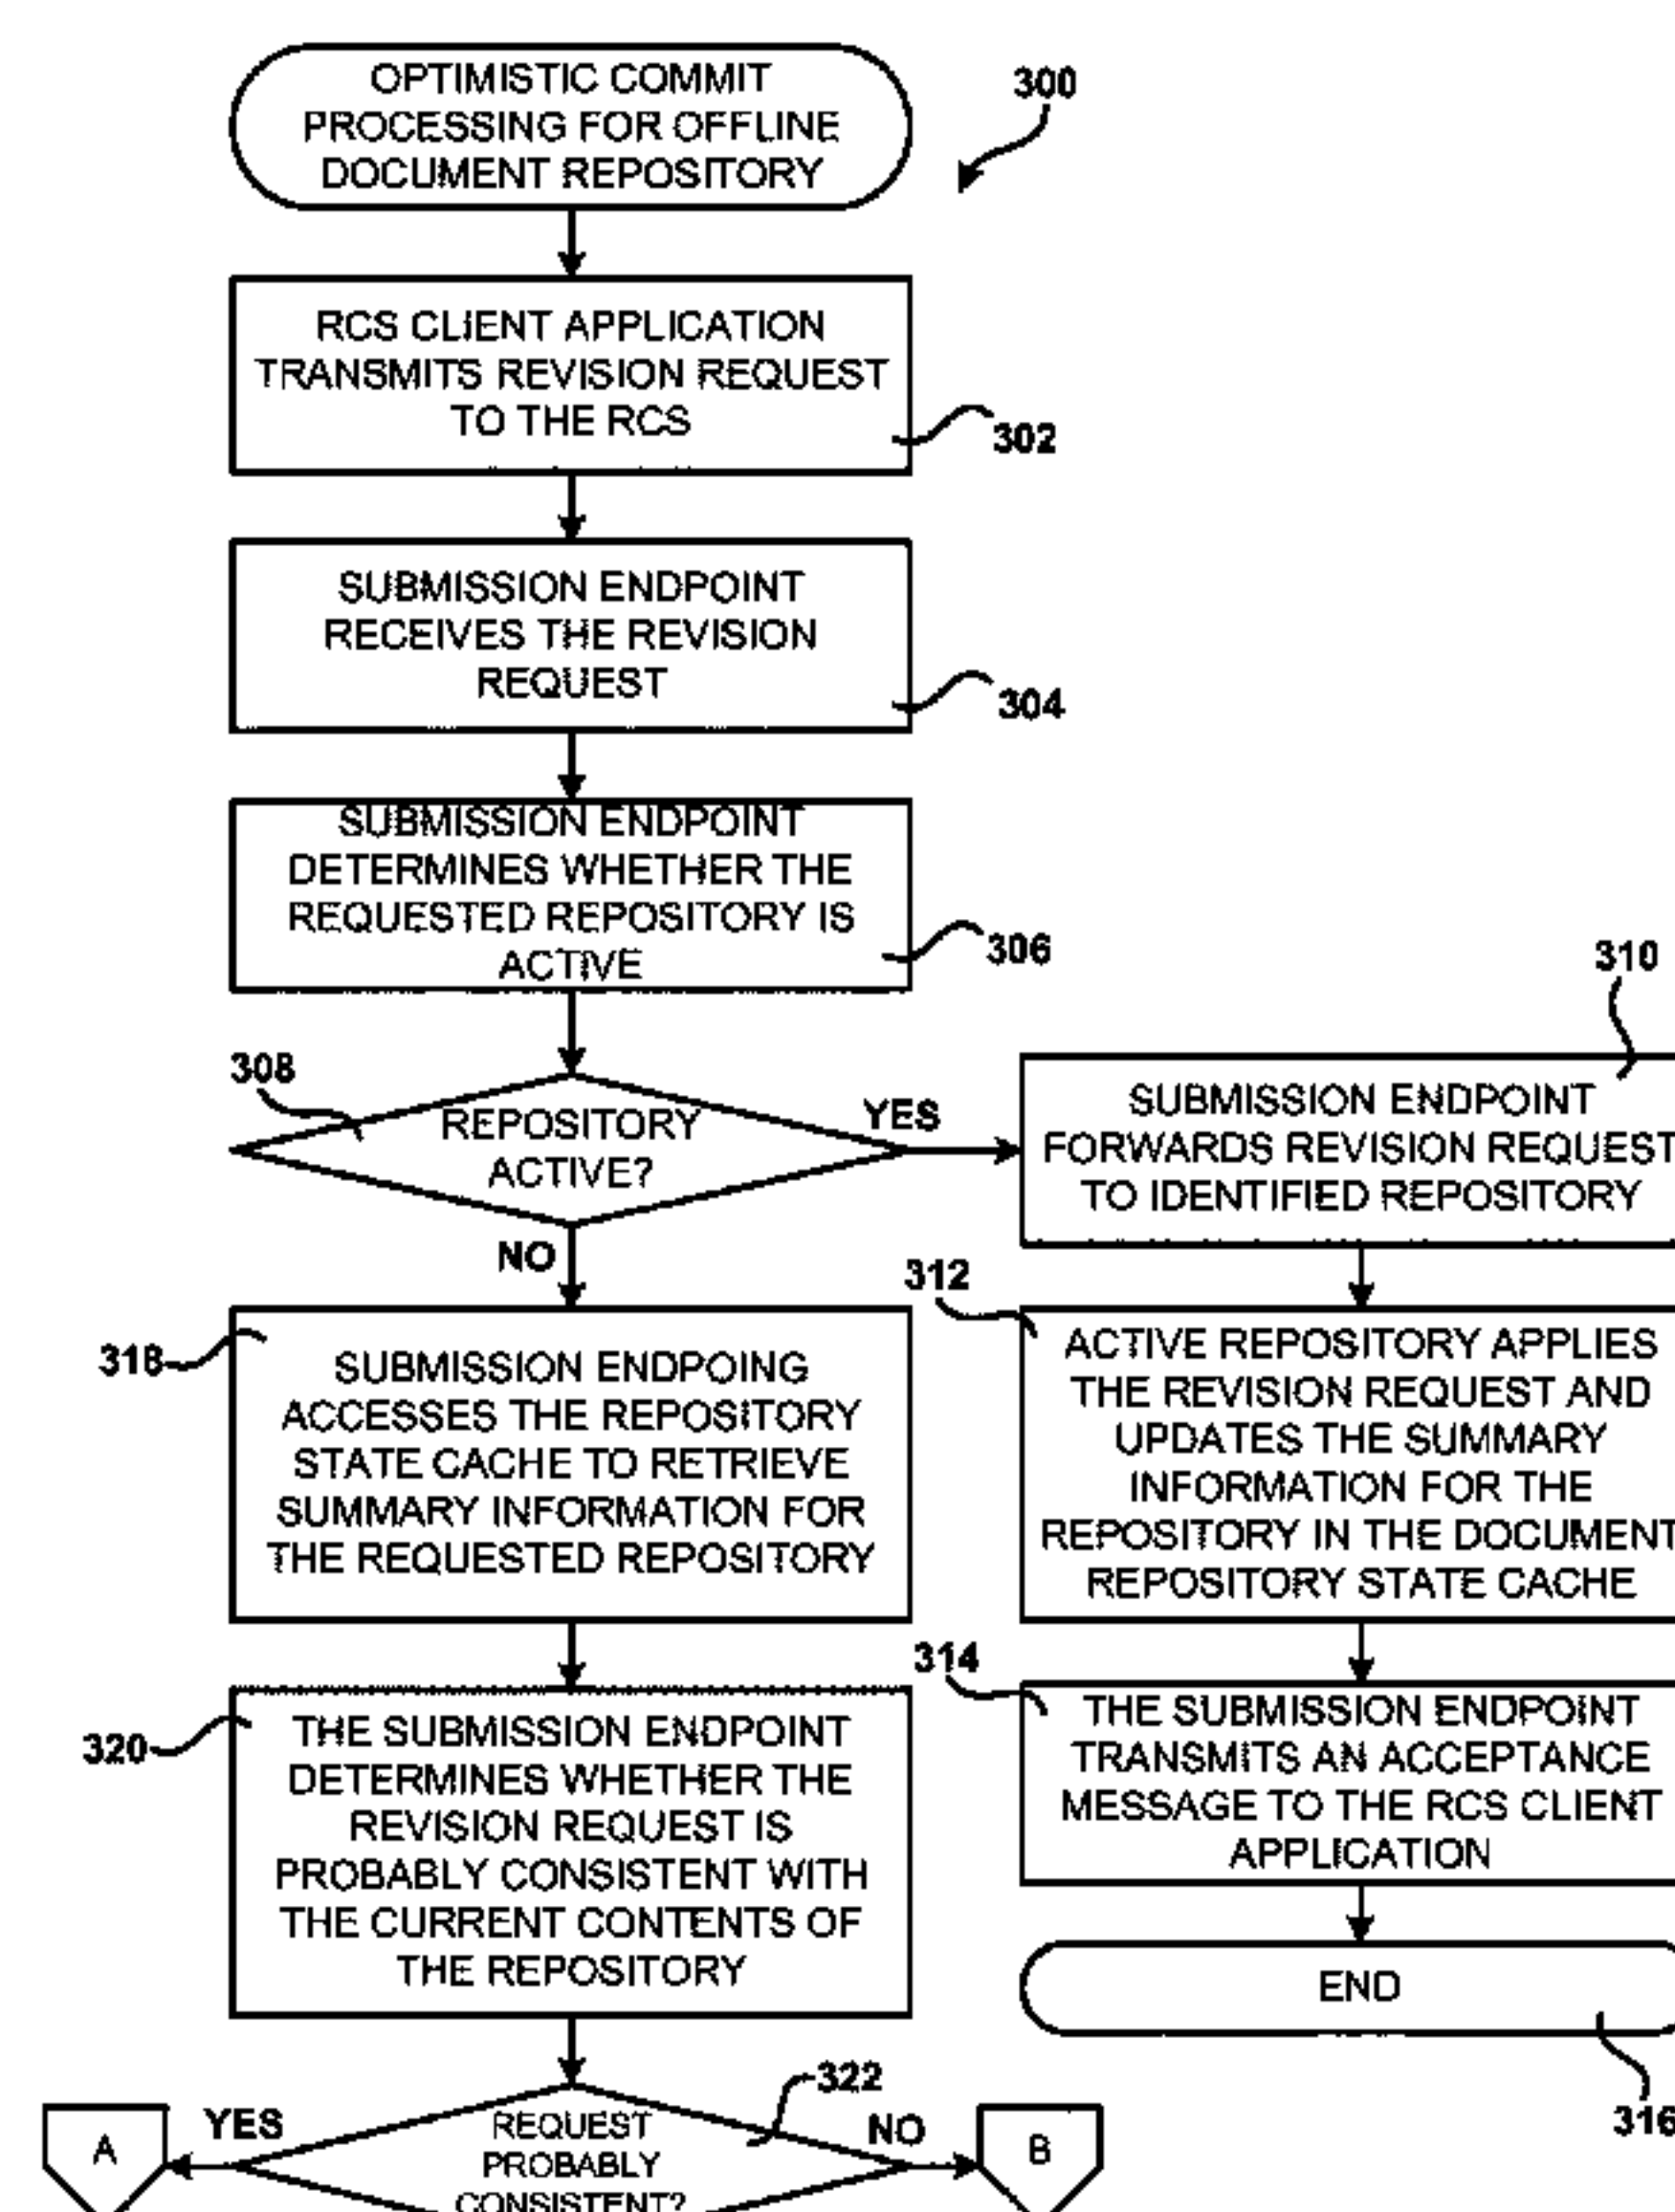 OPTIMISTIC COMMIT
PROCESSING FOR OFFLINE
DOCUMENT REPOSITORY
300
RCS CLIENT APPLICATION
TRANSMITS REVISION REQUEST
TO THE RCS
302
SUBMISSION ENDPOINT
RECEIVES THE REVISION
REQUEST
304
SUBMISSION ENDPOINT
DETERMINES WHETHER THE
REQUESTED REPOSITORY IS
ACTIVE
306
308
REPOSITORY
ACTIVE?
YES
NO
310
SUBMISSION ENDPOINT
FORWARDS REVISION REQUEST
TO IDENTIFIED REPOSITORY
312
ACTIVE REPOSITORY APPLIES
THE REVISION REQUEST AND
UPDATES THE SUMMARY
INFORMATION FOR THE
REPOSITORY IN THE DOCUMENT
REPOSITORY STATE CACHE
314
THE SUBMISSION ENDPOINT
TRANSMITS AN ACCEPTANCE
MESSAGE TO THE RCS CLIENT
APPLICATION
END
316
318
SUBMISSION ENDPOING
ACCESSES THE REPOSITORY
STATE CACHE TO RETRIEVE
SUMMARY INFORMATION FOR
THE REQUESTED REPOSITORY
320
THE SUBMISSION ENDPOINT
DETERMINES WHETHER THE
REVISION REQUEST IS
PROBABLY CONSISTENT WITH
THE CURRENT CONTENTS OF
THE REPOSITORY
322
A
YES
REQUEST
PROBABLY
CONSISTENT?
NO
B